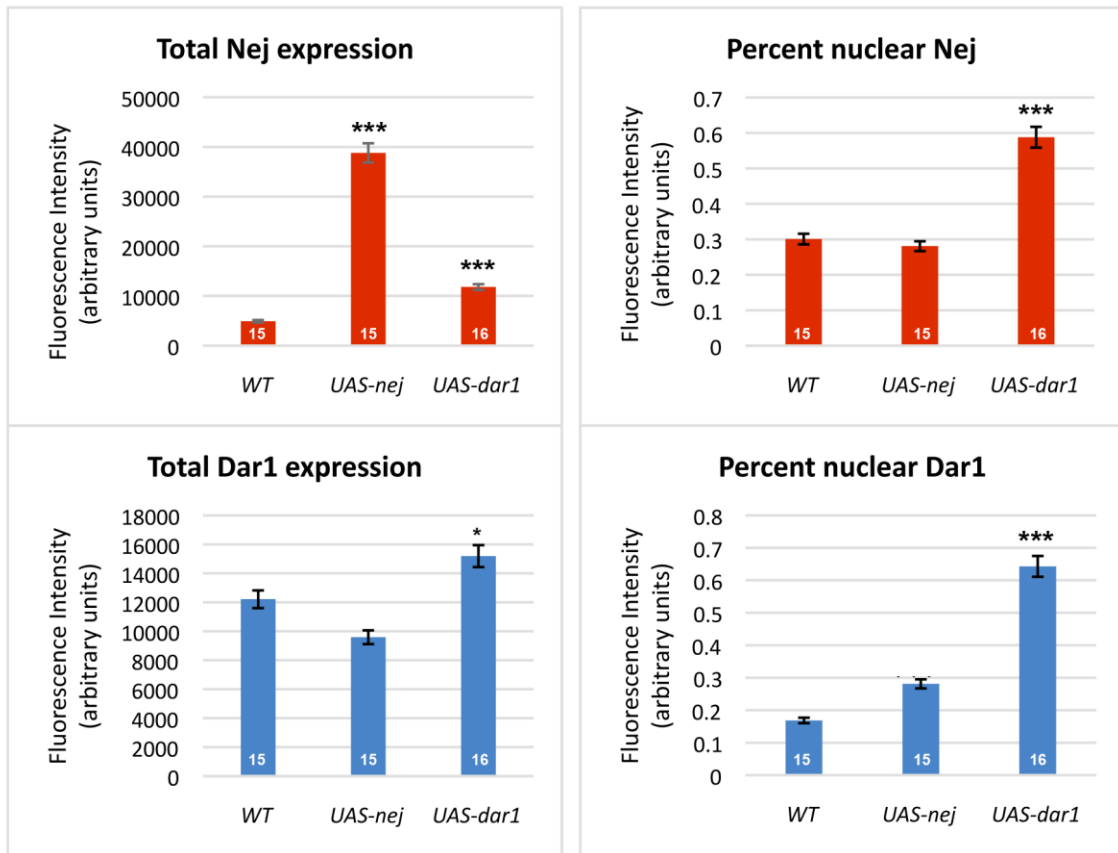 Total Nej expression
Fluorescence Intensity
(arbitrary units)
50000
40000
30000
20000
10000
0
***
***
15
15
16
WT
UAS-nej
UAS-dar1
Percent nuclear Nej
Fluorescence Intensity
(arbitrary units)
0.7
0.6
0.5
0.4
0.3
0.2
0.1
0
***
15
15
16
WT
UAS-nej
UAS-dar1
Total Dar1 expression
Fluorescence Intensity
(arbitrary units)
18000
16000
14000
12000
10000
8000
6000
4000
2000
0
*
15
15
16
WT
UAS-nej
UAS-dar1
Percent nuclear Dar1
Fluorescence Intensity
(arbitrary units)
0.8
0.7
0.6
0.5
0.4
0.3
0.2
0.1
0
***
15
15
16
WT
UAS-nej
UAS-dar1